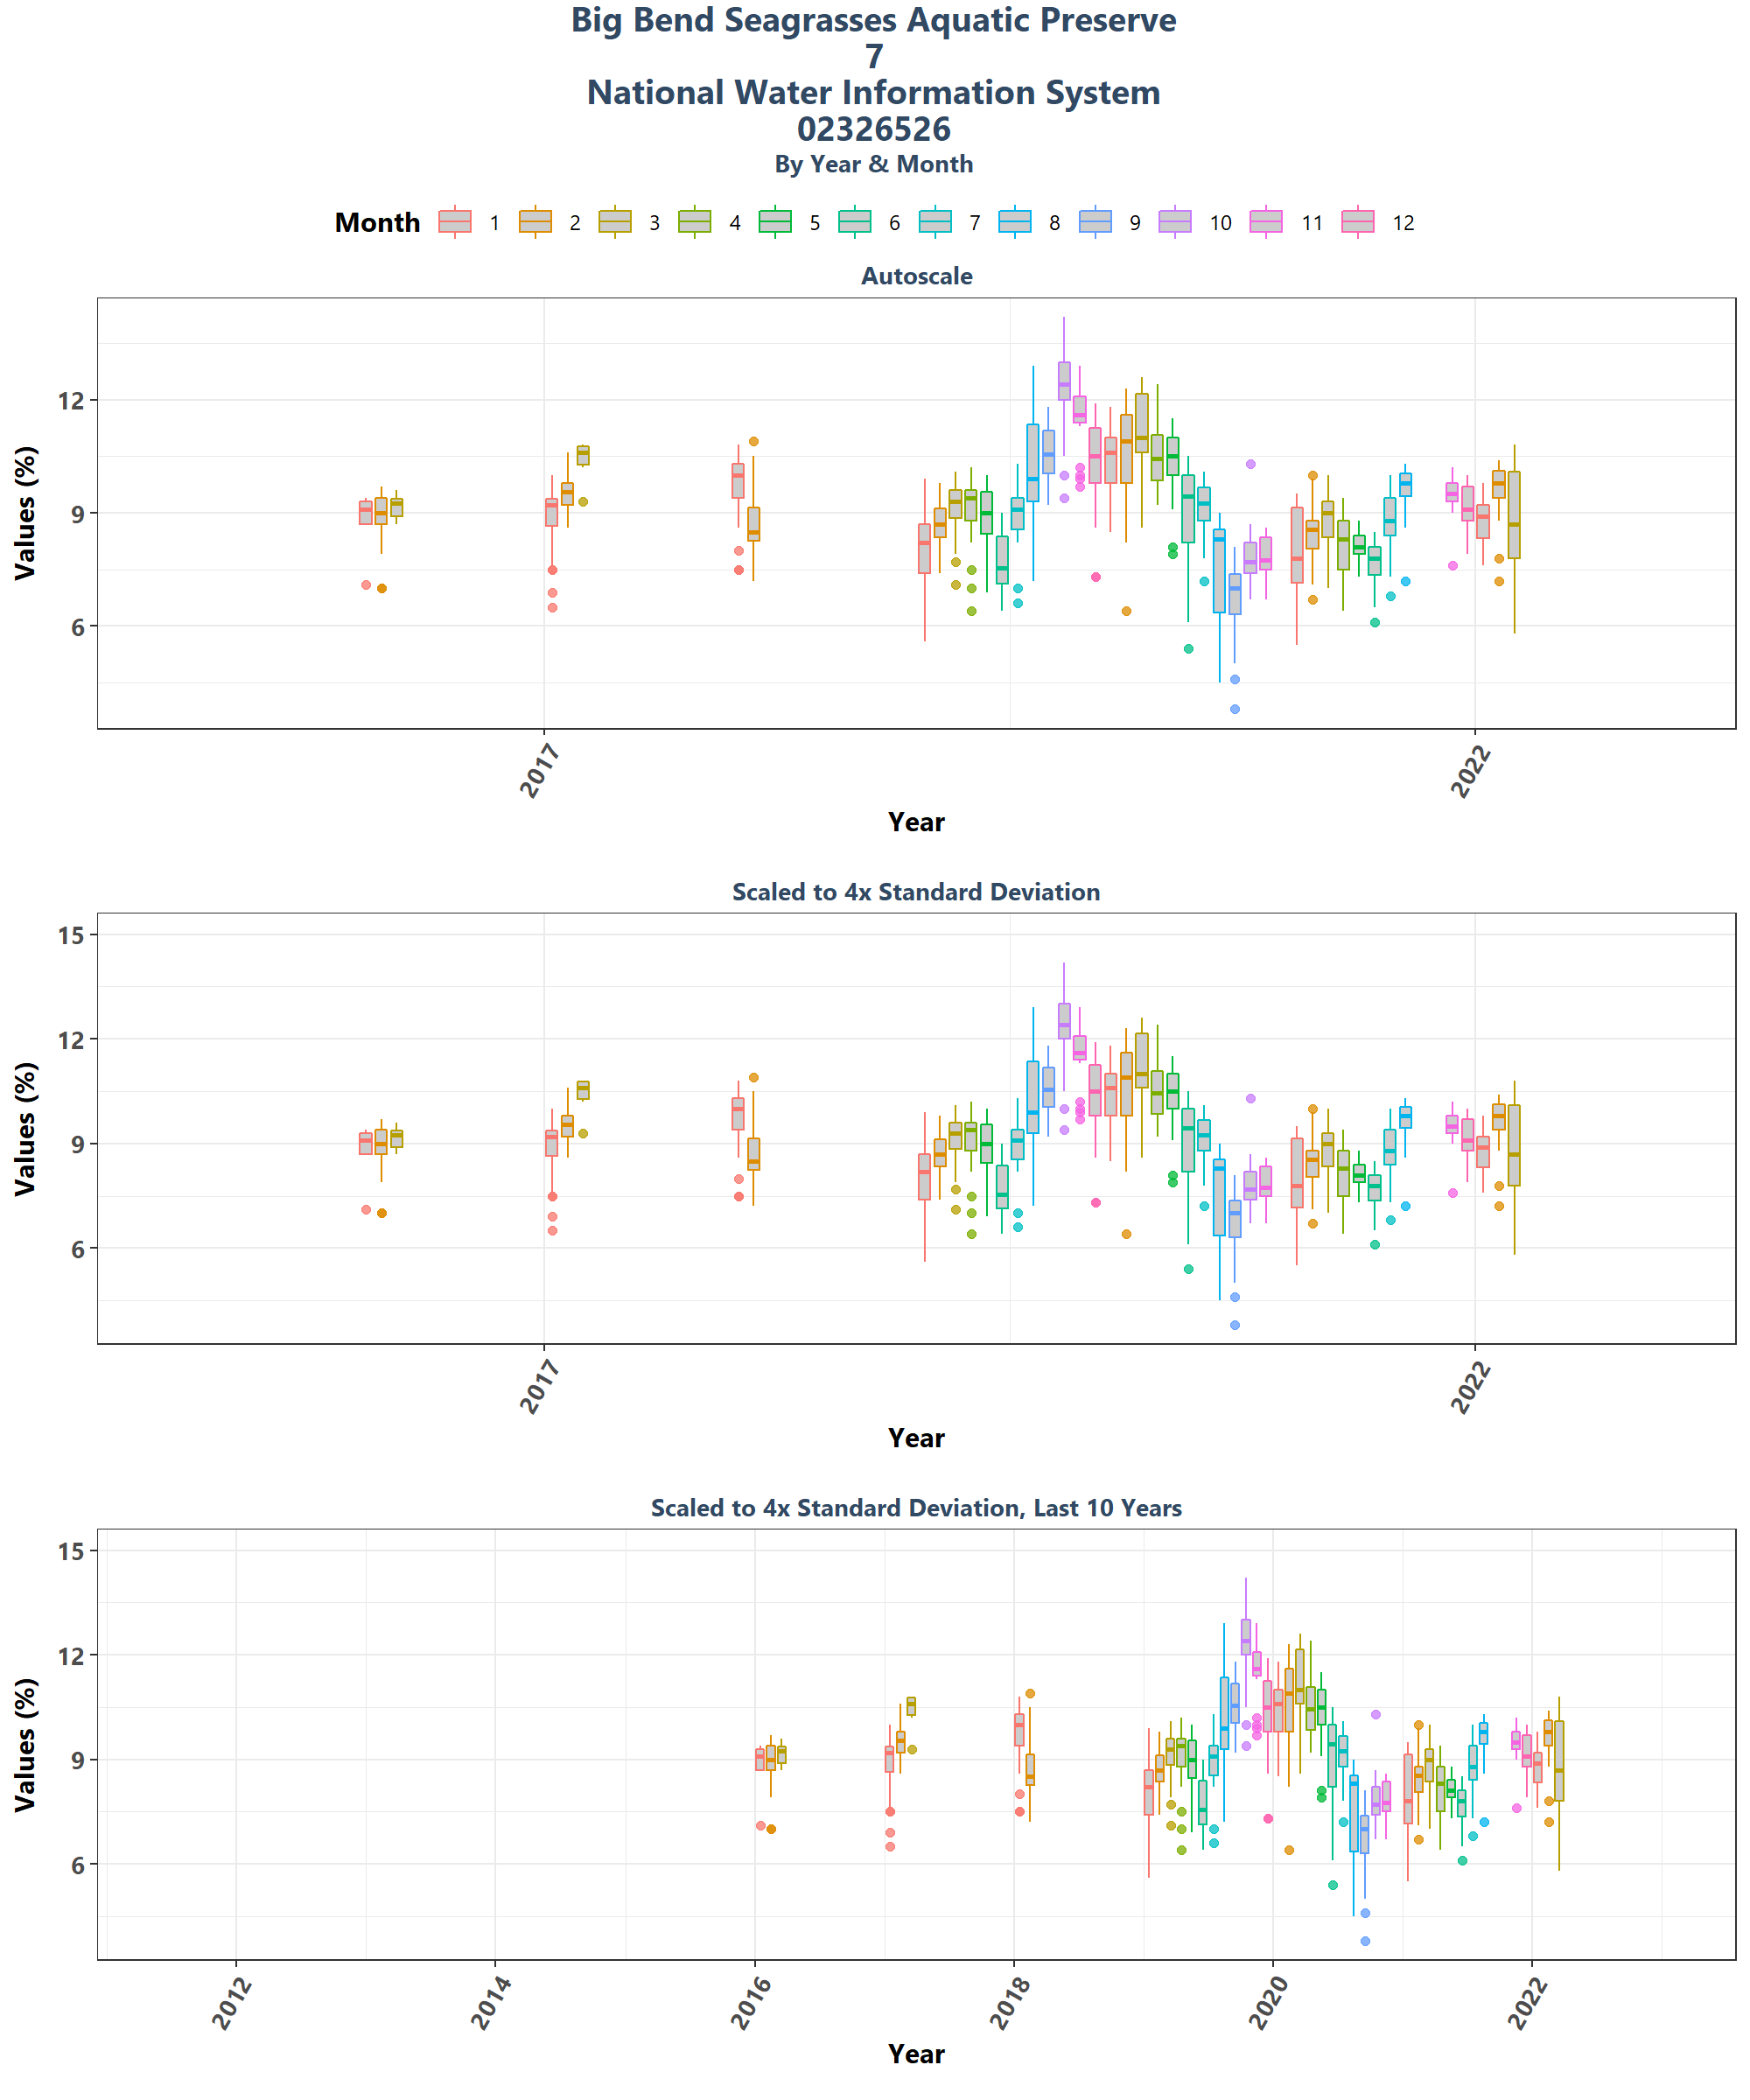 Big Bend Seagrasses Aquatic Preserve
7
National Water Information System
02326526
By Year & Month
Month 1 2 3 4 5 6 7 8 9 10 11 12
Autoscale
Values (%)
12
9
6
2017 2022
Year
Scaled to 4x Standard Deviation
Values (%)
15
12
9
6
2017 2022
Year
Scaled to 4x Standard Deviation, Last 10 Years
Values (%)
15
12
9
6
2012 2014 2016 2018 2020 2022
Year